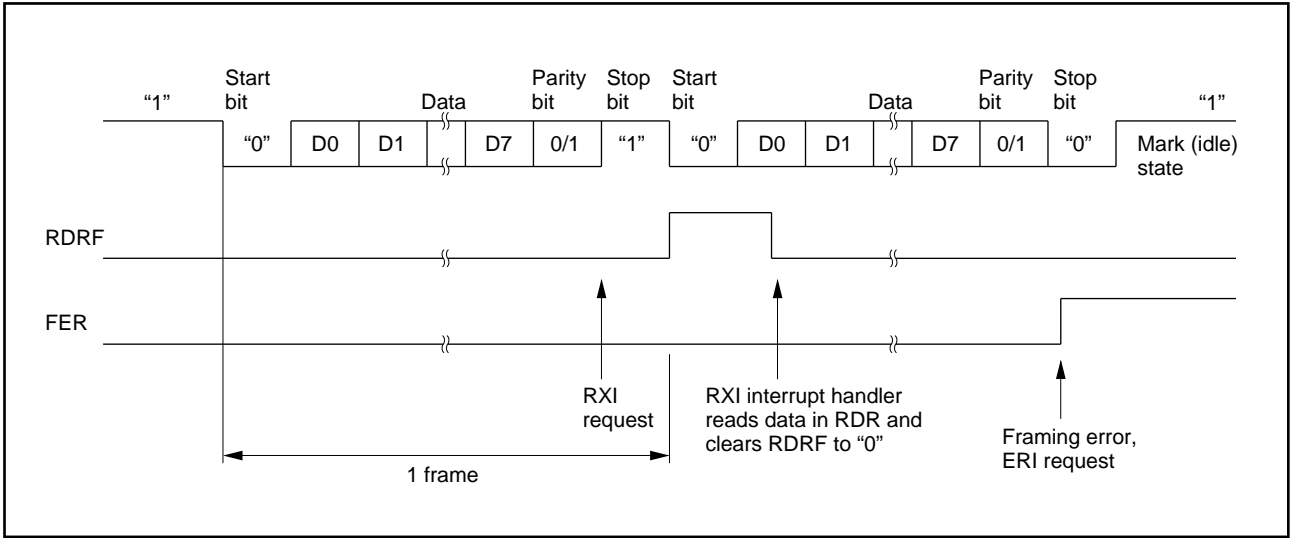 Start bit
Data
Parity bit
Stop bit
Start bit
Data
Parity bit
Stop bit
“1”
“1”
“0”
D0
D1
D7
0/1
“1”
“0”
D0
D1
D7
0/1
“0”
Mark (idle)
state
RDRF
FER
RXI
request
RXI interrupt handler
reads data in RDR and
clears RDRF to “0”
Framing error,
ERI request
1 frame